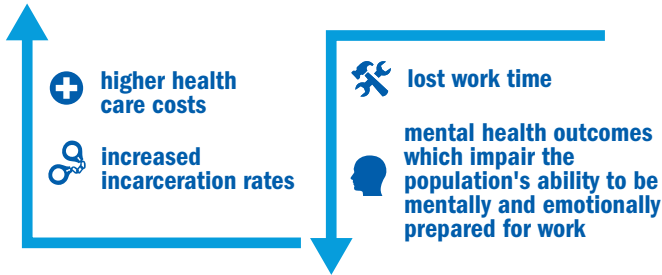 higher health
care costs
increased
incarceration rates
lost work time
mental health outcomes
which impair the
population's ability to be
mentally and emotionally
prepared for work